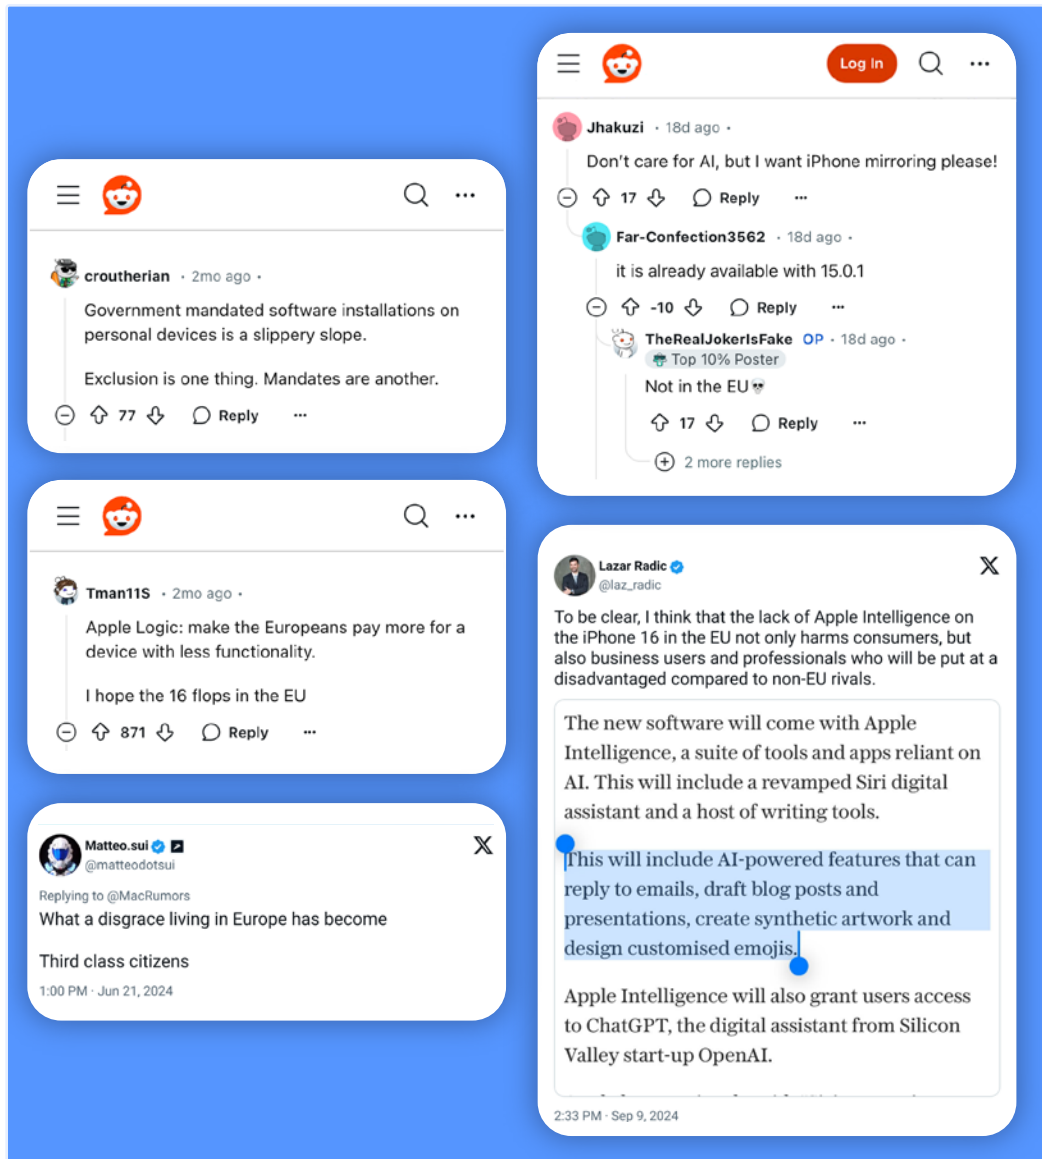 croutherian · 2mo ago ·
Government mandated software installations on
personal devices is a slippery slope.
Exclusion is one thing. Mandates are another.
77 Reply ...
Tman11S · 2mo ago ·
Apple Logic: make the Europeans pay more for a
device with less functionality.
I hope the 16 flops in the EU
871 Reply ...
Matteo.sui
@matteodotsui
Replying to @MacRumors
What a disgrace living in Europe has become
Third class citizens
1:00 PM · Jun 21, 2024
Log In
Jhakuzi · 18d ago ·
Don't care for AI, but I want iPhone mirroring please!
17 Reply ...
Far-Confection3562 · 18d ago ·
it is already available with 15.0.1
-10 Reply ...
TheRealJokerIsFake OP · 18d ago ·
Top 10% Poster
Not in the EU💀
17 Reply ...
2 more replies
Lazar Radic
@laz_radic
To be clear, I think that the lack of Apple Intelligence on
the iPhone 16 in the EU not only harms consumers, but
also business users and professionals who will be put at a
disadvantaged compared to non-EU rivals.
The new software will come with Apple
Intelligence, a suite of tools and apps reliant on
AI. This will include a revamped Siri digital
assistant and a host of writing tools.
This will include AI-powered features that can
reply to emails, draft blog posts and
presentations, create synthetic artwork and
design customised emojis.
Apple Intelligence will also grant users access
to ChatGPT, the digital assistant from Silicon
Valley start-up OpenAI.
2:33 PM · Sep 9, 2024